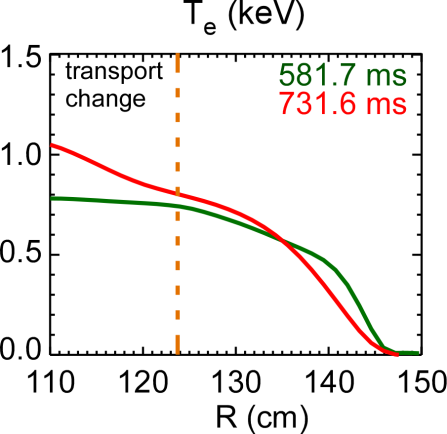 Te (keV)
1.5
transport
change
581.7 ms
731.6 ms
1.0
0.5
0.0
110 120 130 140 150
R (cm)